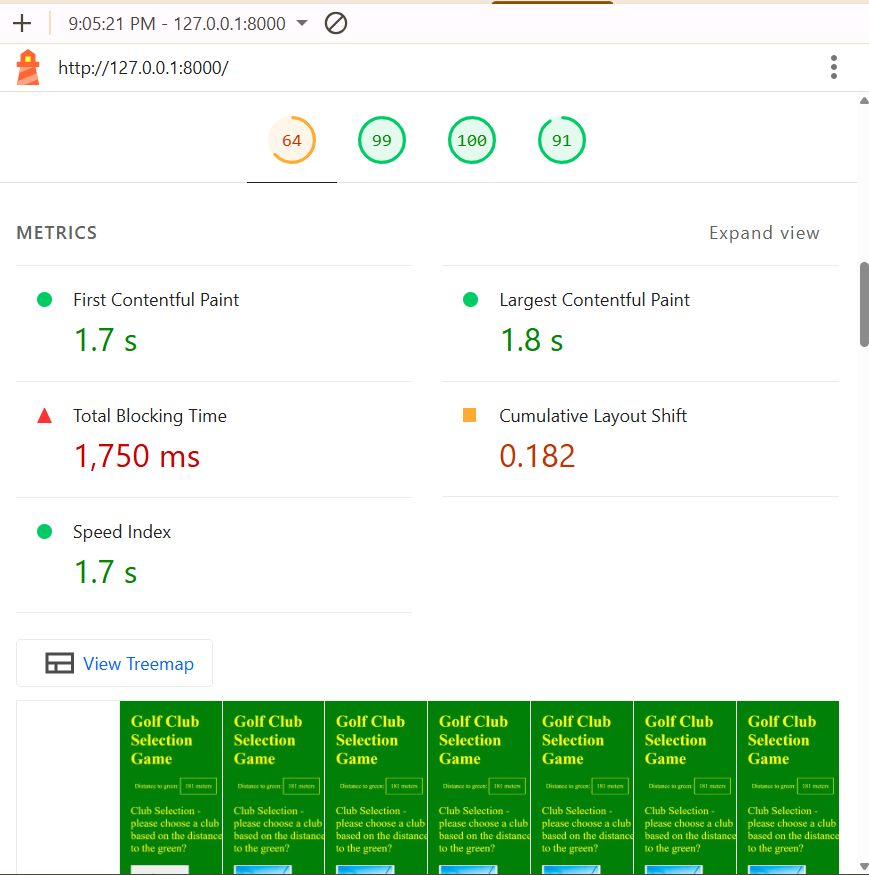 9:05:21 PM - 127.0.0.1:8000
http://127.0.0.1:8000/
64 99 100 91
METRICS Expand view
First Contentful Paint
1.7 s
Largest Contentful Paint
1.8 s
Total Blocking Time
1,750 ms
Cumulative Layout Shift
0.182
Speed Index
1.7 s
View Treemap
Golf Club
Selection
Game
Distance to green: 181 meters
Club Selection -
please choose a club
based on the distance
to the green?
Golf Club
Selection
Game
Distance to green: 181 meters
Club Selection -
please choose a club
based on the distance
to the green?
Golf Club
Selection
Game
Distance to green: 181 meters
Club Selection -
please choose a club
based on the distance
to the green?
Golf Club
Selection
Game
Distance to green: 181 meters
Club Selection -
please choose a club
based on the distance
to the green?
Golf Club
Selection
Game
Distance to green: 181 meters
Club Selection -
please choose a club
based on the distance
to the green?
Golf Club
Selection
Game
Distance to green: 181 meters
Club Selection -
please choose a club
based on the distance
to the green?
Golf Club
Selection
Game
Distance to green: 181 meters
Club Selection -
please choose a club
based on the distance
to the green?